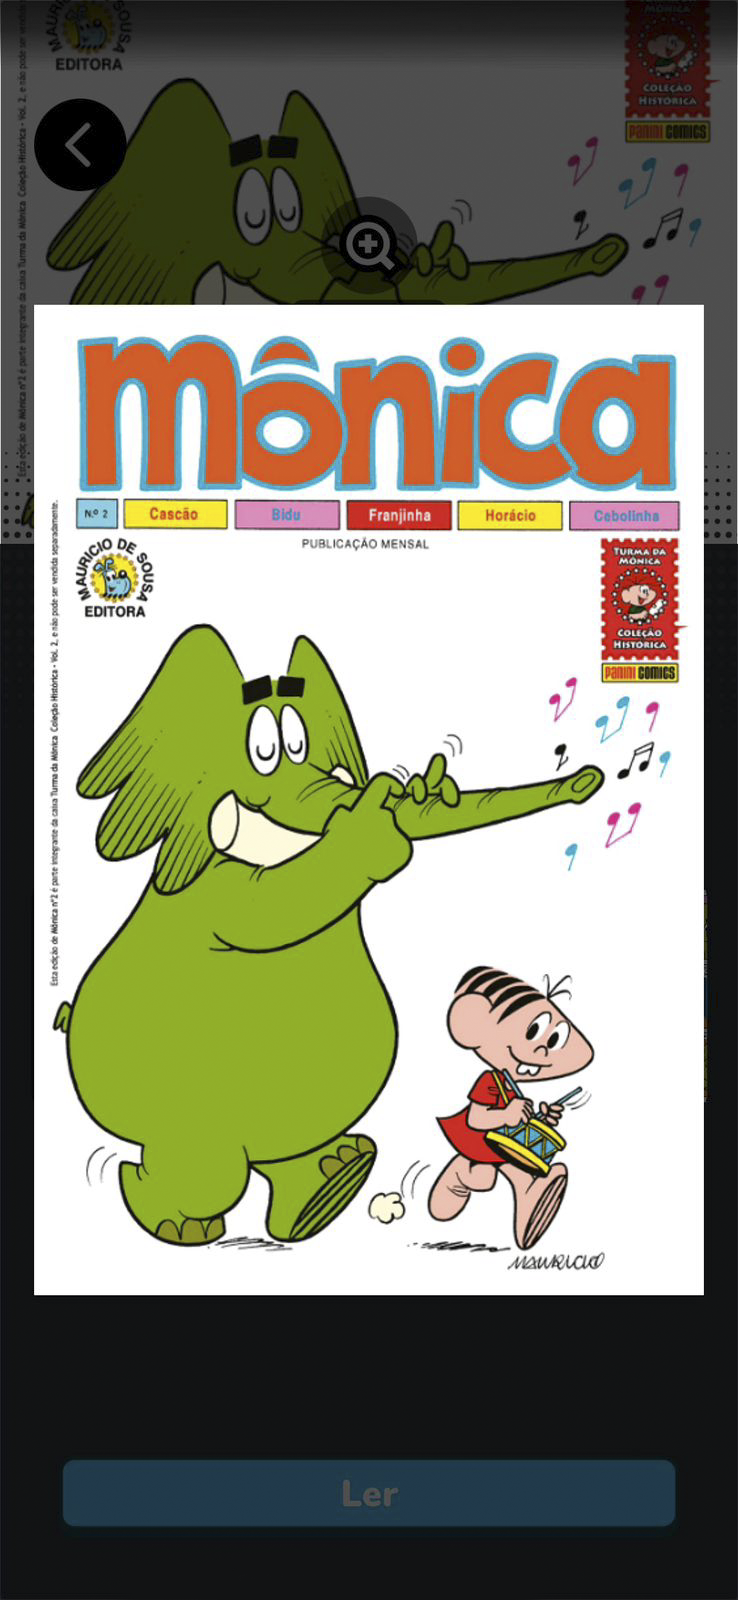 MAURICIO DE SOUSA
EDITORA
COLEÇÃO
HISTÓRICA
PANINI COMICS
Mônica
N.º 2
Cascão
Bidu
Franjinha
Horácio
Cebolinha
PUBLICAÇÃO MENSAL
MAURICIO DE SOUSA
EDITORA
TURMA DA
MÔNICA
COLEÇÃO
HISTÓRICA
PANINI COMICS
Esta edição de Mônica nº2 é parte integrante da caixa Turma da Mônica Coleção Histórica - Vol. 2, e não pode ser vendida separadamente.
MAURICIO
Ler